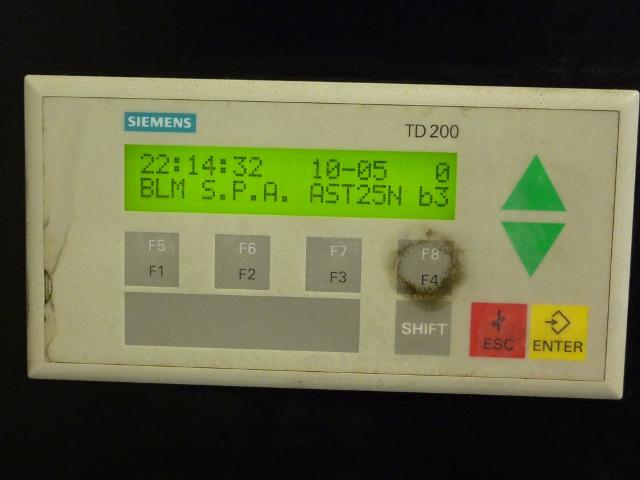 SIEMENS
TD 200
22:14:32 10-05 0
BLM S.P.A. AST25N b3
F5 F6 F7 F8
F1 F2 F3 F4
SHIFT
ESC
ENTER